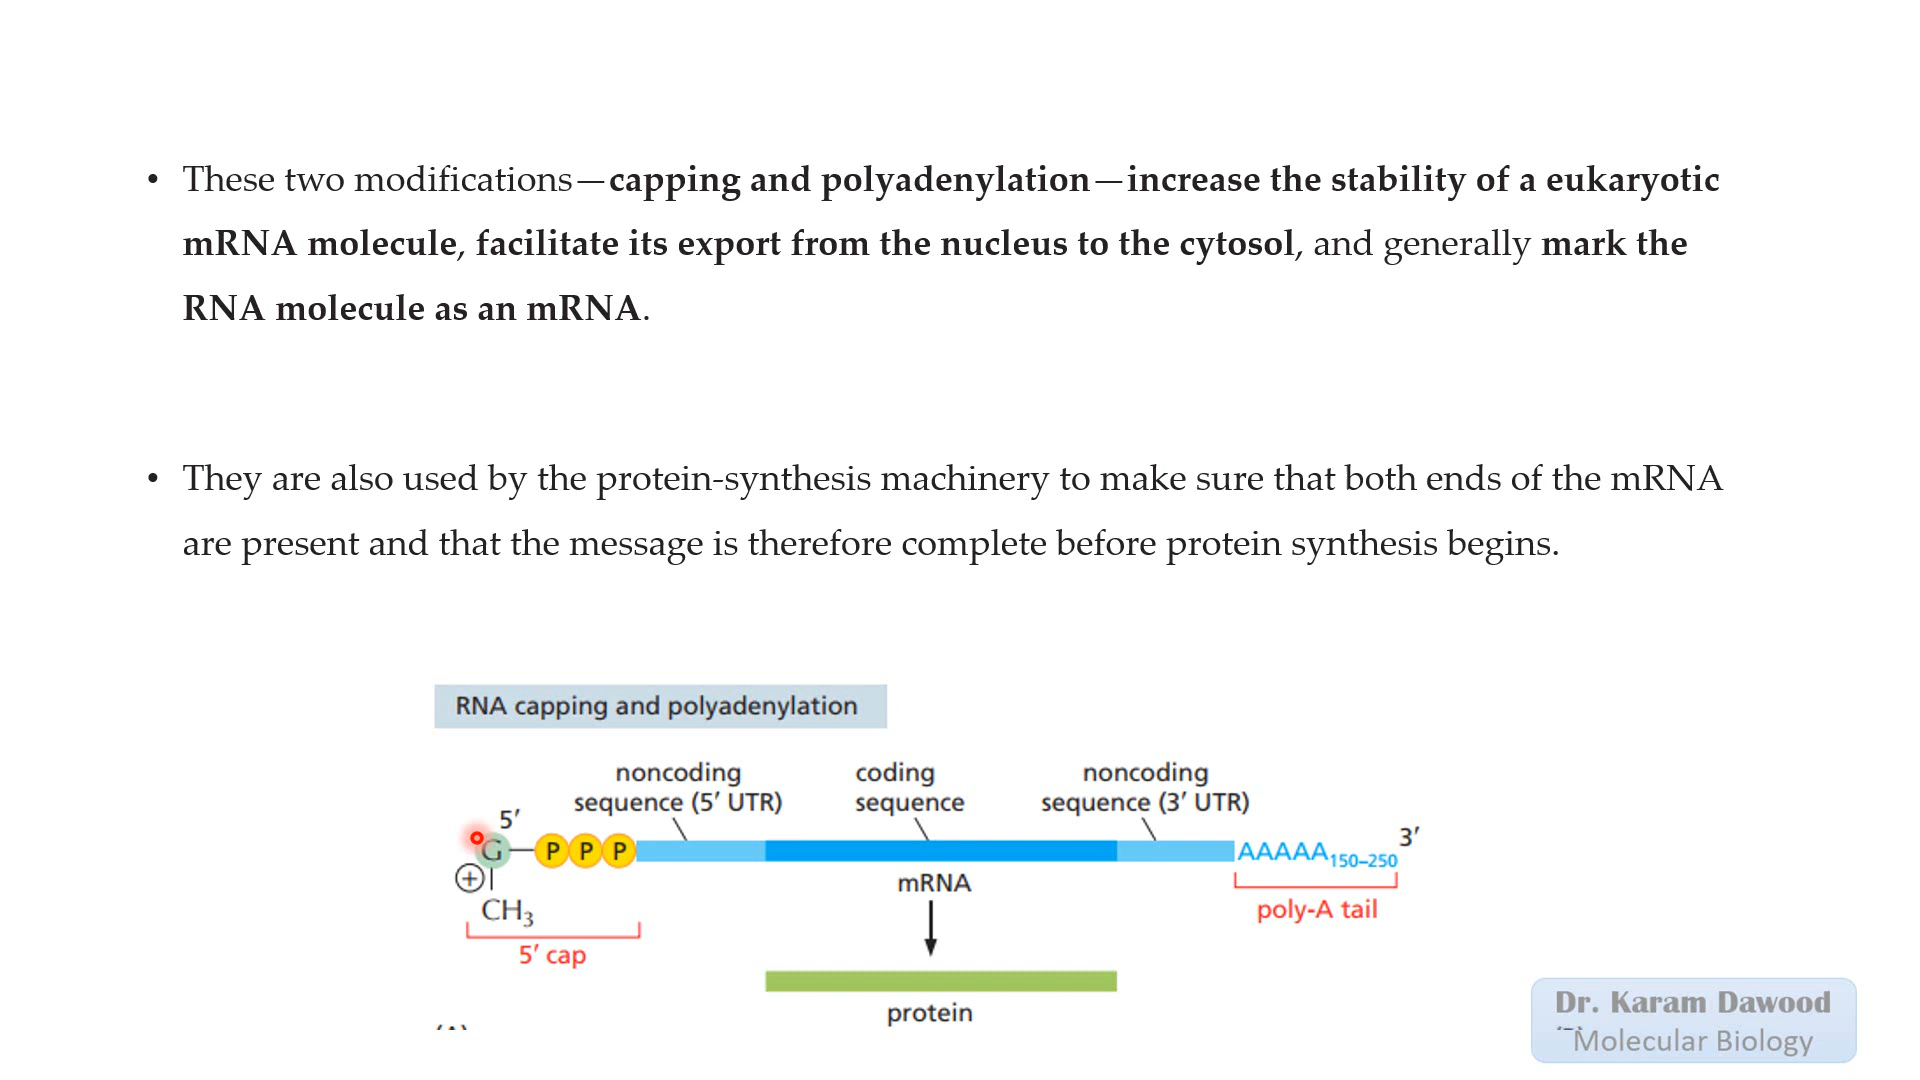 • These two modifications—capping and polyadenylation—increase the stability of a eukaryotic
mRNA molecule, facilitate its export from the nucleus to the cytosol, and generally mark the
RNA molecule as an mRNA.
• They are also used by the protein-synthesis machinery to make sure that both ends of the mRNA
are present and that the message is therefore complete before protein synthesis begins.
RNA capping and polyadenylation
noncoding
sequence (5′ UTR)
coding
sequence
noncoding
sequence (3′ UTR)
5′
3′
G
P P P
AAAAA150–250
+
CH3
5′ cap
mRNA
poly-A tail
protein
Dr. Karam Dawood
Molecular Biology